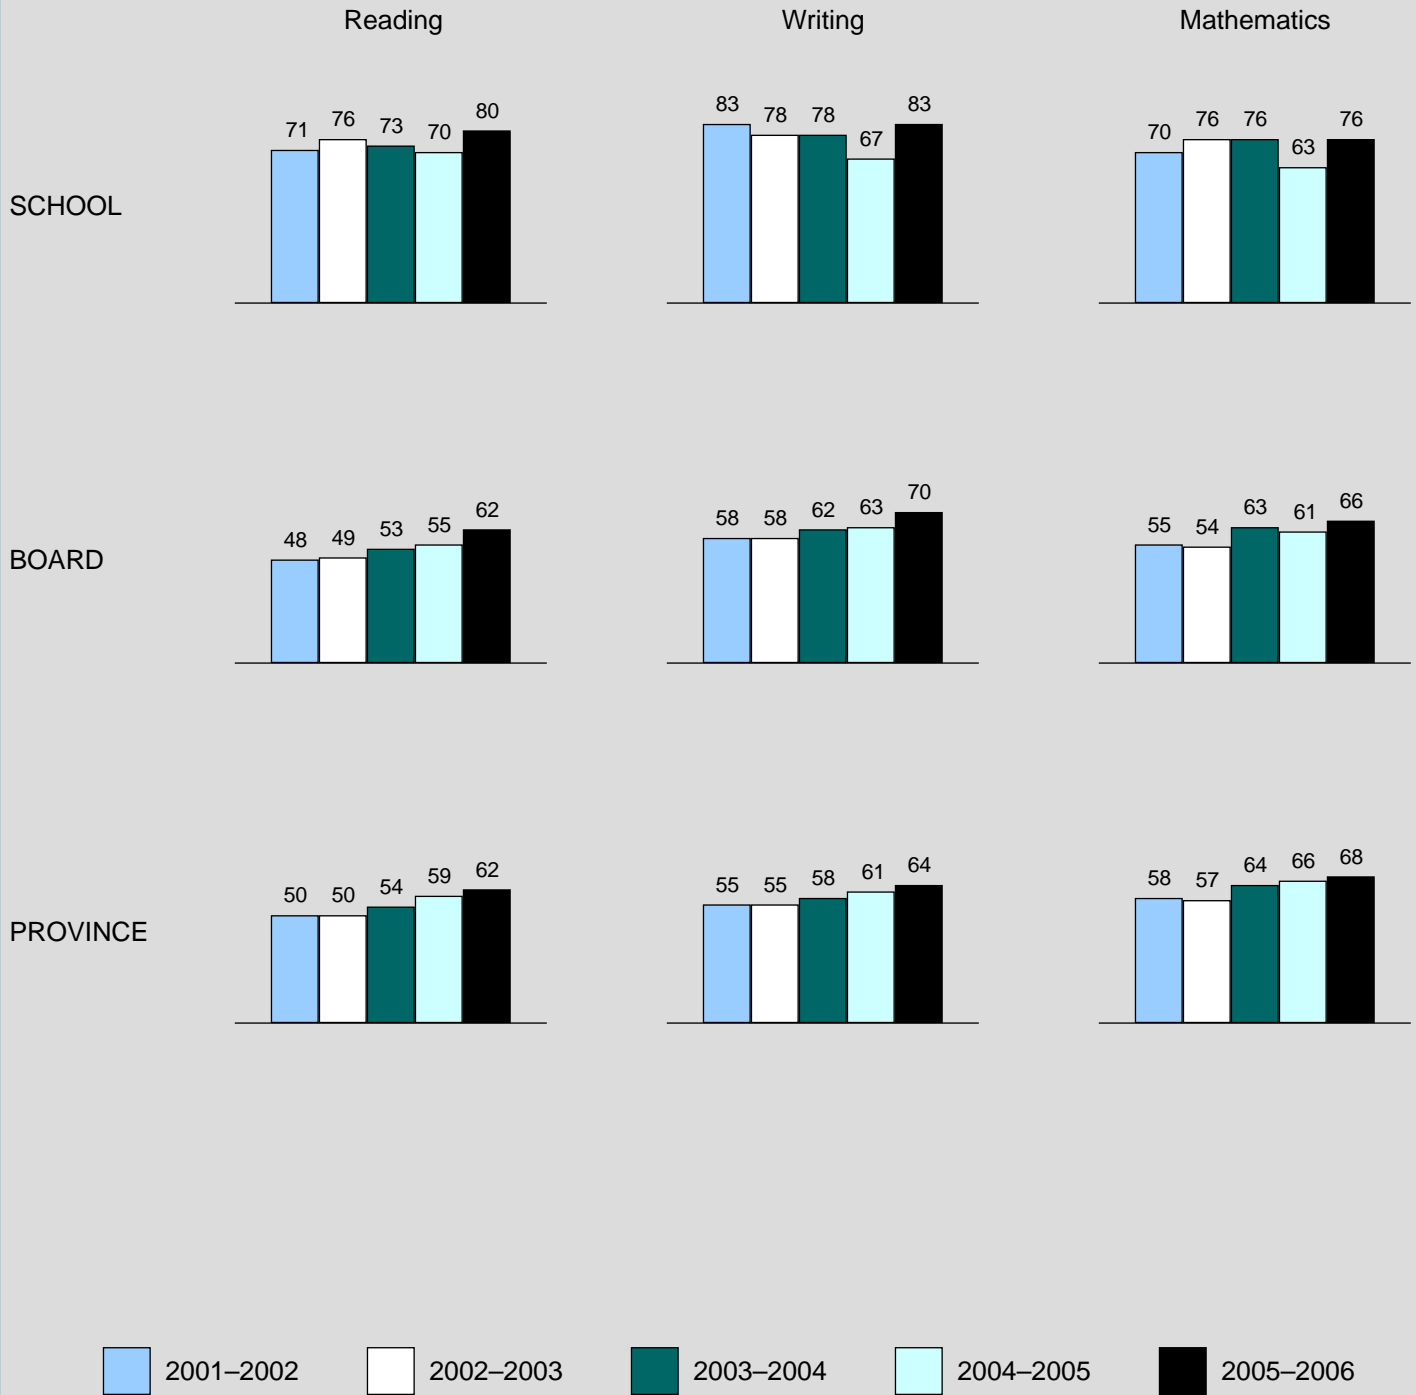 Reading Writing Mathematics
71 76 73 70 80
83 78 78 67 83
70 76 76 63 76
SCHOOL
48 49 53 55 62
58 58 62 63 70
55 54 63 61 66
BOARD
50 50 54 59 62
55 55 58 61 64
58 57 64 66 68
PROVINCE
2001–2002 2002–2003 2003–2004 2004–2005 2005–2006